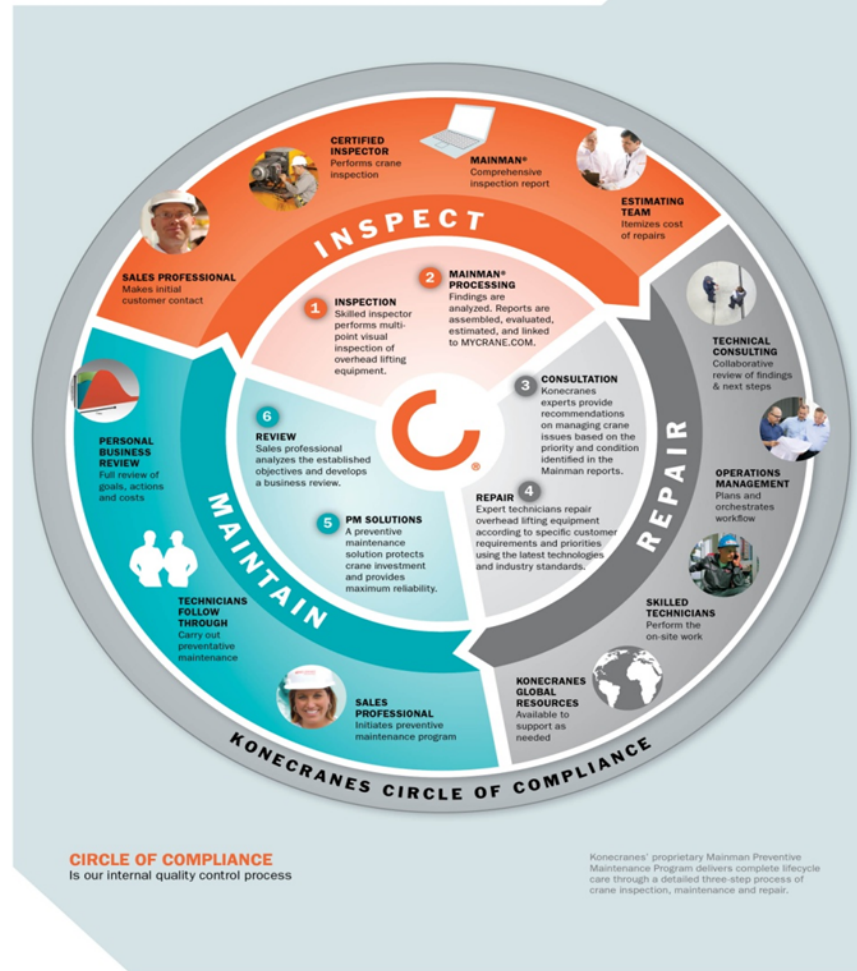 CERTIFIED
INSPECTOR
Performs crane
inspection
MAINMAN®
Comprehensive
inspection report
ESTIMATING
TEAM
Itemizes cost
of repairs
SALES PROFESSIONAL
Makes initial
customer contact
INSPECT
1
INSPECTION
Skilled inspector
performs multi-
point visual
inspection of
overhead lifting
equipment.
2
MAINMAN®
PROCESSING
Findings are
analyzed. Reports are
assembled, evaluated,
estimated, and linked
to MYCRANE.COM.
TECHNICAL
CONSULTING
Collaborative
review of findings
& next steps
OPERATIONS
MANAGEMENT
Plans and
orchestrates
workflow
SKILLED
TECHNICIANS
Perform the
on-site work
KONECRANES
GLOBAL
RESOURCES
Available to
support as
needed
REPAIR
3
CONSULTATION
Konecranes
experts provide
recommendations
on managing crane
issues based on the
priority and condition
identified in the
Mainman reports.
REPAIR 4
Expert technicians repair
overhead lifting equipment
according to specific customer
requirements and priorities
using the latest technologies
and industry standards.
®
5
PM SOLUTIONS
A preventive
maintenance
solution protects
crane investment
and provides
maximum reliability.
6
REVIEW
Sales professional
analyzes the established
objectives and develops
a business review.
MAINTAIN
PERSONAL
BUSINESS
REVIEW
Full review of
goals, actions
and costs
TECHNICIANS
FOLLOW
THROUGH
Carry out
preventative
maintenance
SALES
PROFESSIONAL
Initiates preventive
maintenance program
KONECRANES CIRCLE OF COMPLIANCE
CIRCLE OF COMPLIANCE
Is our internal quality control process
Konecranes' proprietary Mainman Preventive
Maintenance Program delivers complete lifecycle
care through a detailed three-step process of
crane inspection, maintenance and repair.